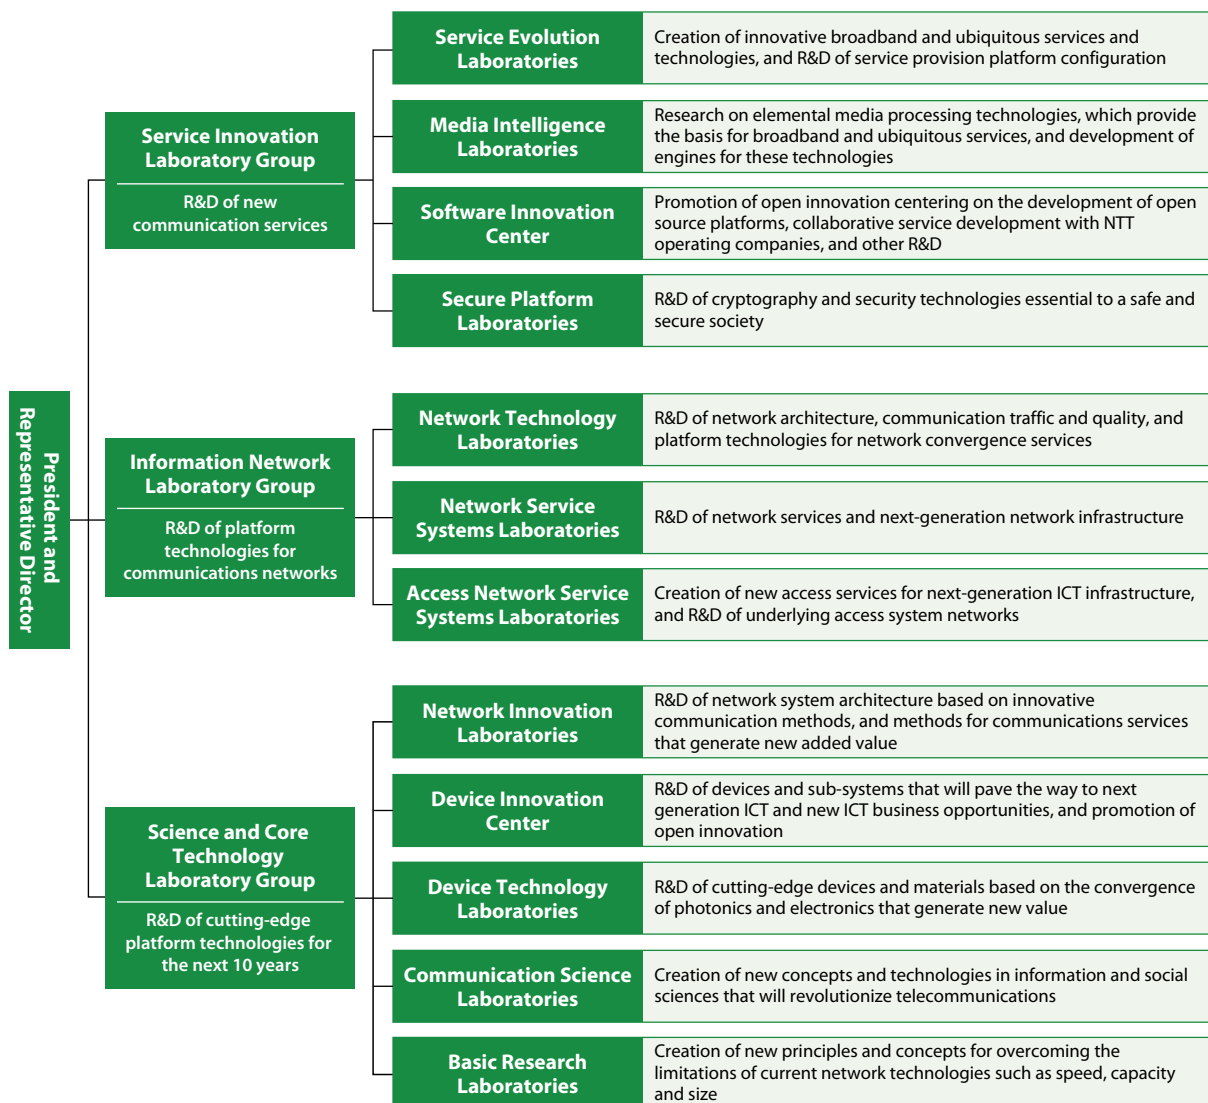 President and
Representative Director
Service Innovation
Laboratory Group
R&D of new
communication services
Service Evolution
Laboratories
Creation of innovative broadband and ubiquitous services and
technologies, and R&D of service provision platform configuration
Media Intelligence
Laboratories
Research on elemental media processing technologies, which provide
the basis for broadband and ubiquitous services, and development of
engines for these technologies
Software Innovation
Center
Promotion of open innovation centering on the development of open
source platforms, collaborative service development with NTT
operating companies, and other R&D
Secure Platform
Laboratories
R&D of cryptography and security technologies essential to a safe and
secure society
Information Network
Laboratory Group
R&D of platform
technologies for
communications networks
Network Technology
Laboratories
R&D of network architecture, communication traffic and quality, and
platform technologies for network convergence services
Network Service
Systems Laboratories
R&D of network services and next-generation network infrastructure
Access Network Service
Systems Laboratories
Creation of new access services for next-generation ICT infrastructure,
and R&D of underlying access system networks
Science and Core
Technology
Laboratory Group
R&D of cutting-edge
platform technologies for
the next 10 years
Network Innovation
Laboratories
R&D of network system architecture based on innovative
communication methods, and methods for communications services
that generate new added value
Device Innovation
Center
R&D of devices and sub-systems that will pave the way to next
generation ICT and new ICT business opportunities, and promotion of
open innovation
Device Technology
Laboratories
R&D of cutting-edge devices and materials based on the convergence
of photonics and electronics that generate new value
Communication Science
Laboratories
Creation of new concepts and technologies in information and social
sciences that will revolutionize telecommunications
Basic Research
Laboratories
Creation of new principles and concepts for overcoming the
limitations of current network technologies such as speed, capacity
and size